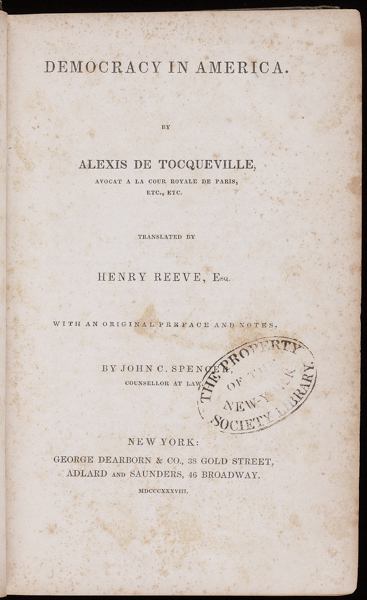 DEMOCRACY IN AMERICA.
BY
ALEXIS DE TOCQUEVILLE,
AVOCAT A LA COUR ROYALE DE PARIS,
ETC., ETC.
TRANSLATED BY
HENRY REEVE, Esq.
WITH AN ORIGINAL PREFACE AND NOTES,
BY JOHN C. SPENCER,
COUNSELLOR AT LAW.
THE PROPERTY
OF THE
NEW-YORK
SOCIETY LIBRARY.
NEW YORK:
GEORGE DEARBORN & CO., 38 GOLD STREET,
ADLARD AND SAUNDERS, 46 BROADWAY.
MDCCCXXXVIII.